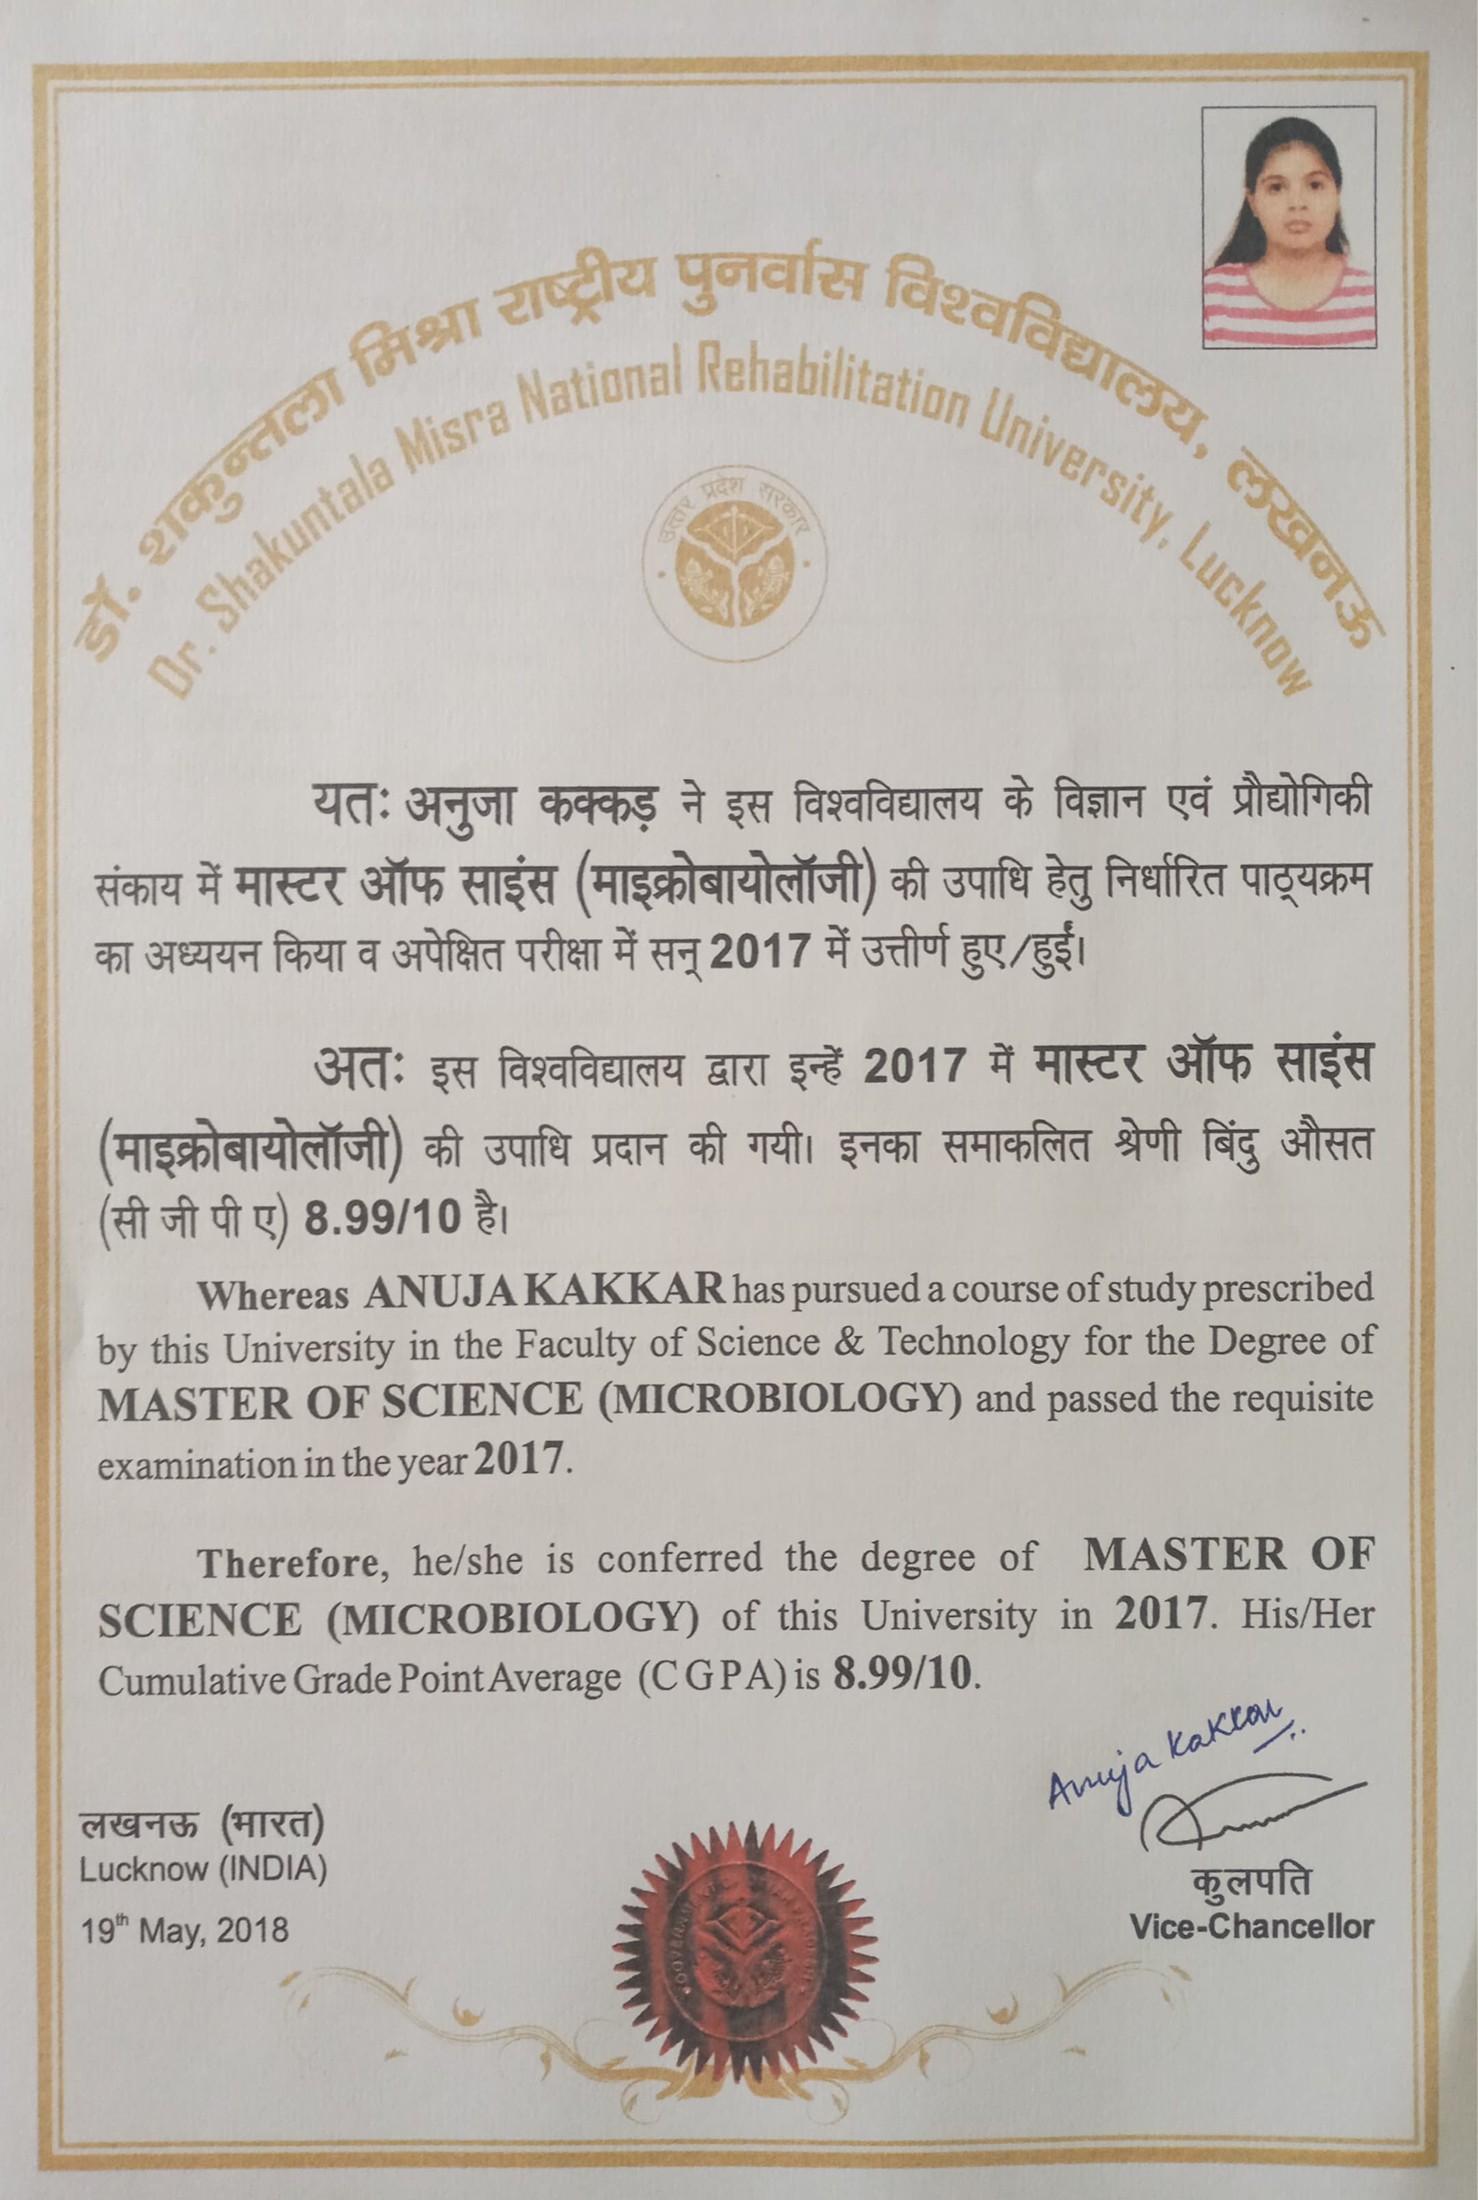 डॉ. शकुन्तला मिश्रा राष्ट्रीय पुनर्वास विश्वविद्यालय, लखनऊ
Dr. Shakuntala Misra National Rehabilitation University, Lucknow
उत्तर प्रदेश सरकार
यतः अनुजा कक्कड़ ने इस विश्वविद्यालय के विज्ञान एवं प्रौद्योगिकी
संकाय में मास्टर ऑफ साइंस (माइक्रोबायोलॉजी) की उपाधि हेतु निर्धारित पाठ्यक्रम
का अध्ययन किया व अपेक्षित परीक्षा में सन् 2017 में उत्तीर्ण हुए/हुईं।
अतः इस विश्वविद्यालय द्वारा इन्हें 2017 में मास्टर ऑफ साइंस
(माइक्रोबायोलॉजी) की उपाधि प्रदान की गयी। इनका समाकलित श्रेणी बिंदु औसत
(सी जी पी ए) 8.99/10 है।
Whereas ANUJA KAKKAR has pursued a course of study prescribed
by this University in the Faculty of Science & Technology for the Degree of
MASTER OF SCIENCE (MICROBIOLOGY) and passed the requisite
examination in the year 2017.
Therefore, he/she is conferred the degree of MASTER OF
SCIENCE (MICROBIOLOGY) of this University in 2017. His/Her
Cumulative Grade Point Average (C G P A) is 8.99/10.
Anuja Kakkar
लखनऊ (भारत)
Lucknow (INDIA)
19th May, 2018
कुलपति
Vice-Chancellor